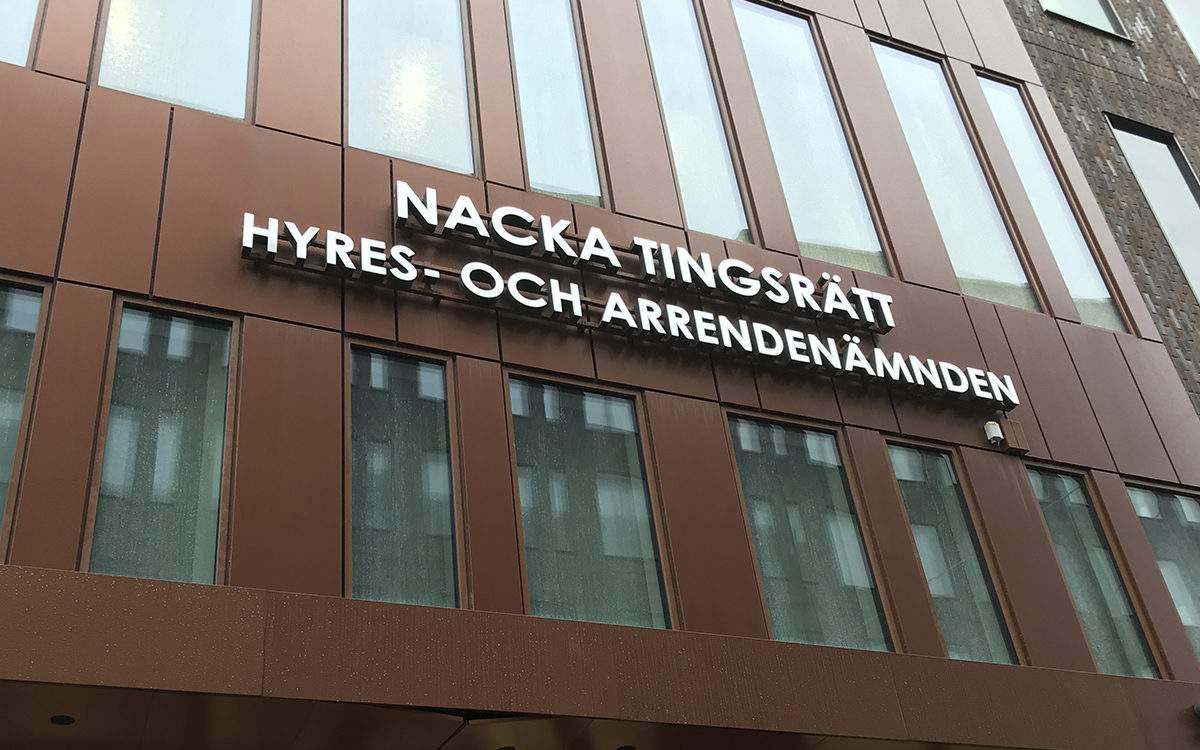 NACKA TINGSRÄTT
HYRES- OCH ARRENDENÄMNDEN